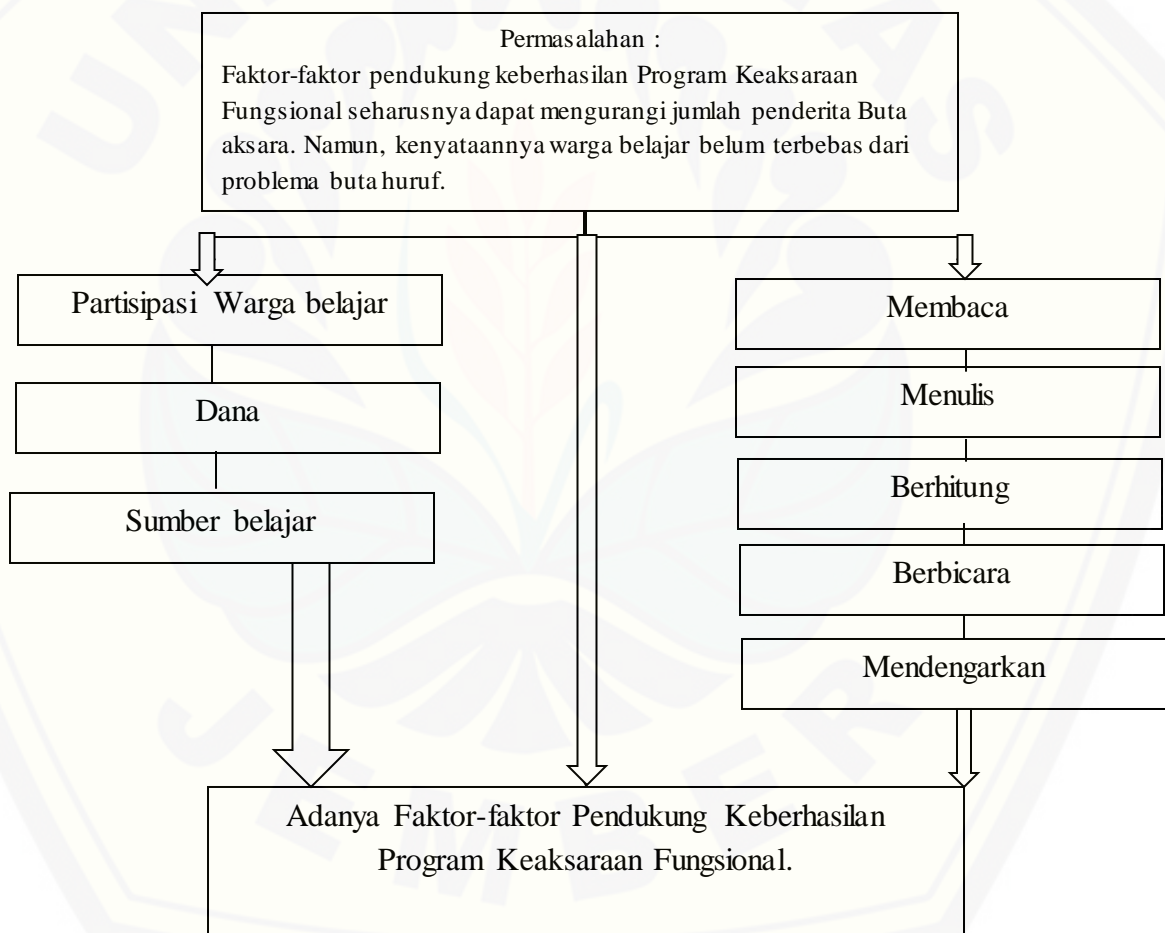 Permasalahan :
Faktor-faktor pendukung keberhasilan Program Keaksaraan
Fungsional seharusnya dapat mengurangi jumlah penderita Buta
aksara. Namun, kenyataannya warga belajar belum terbebas dari
problema buta huruf.
Partisipasi Warga belajar
Dana
Sumber belajar
Membaca
Menulis
Berhitung
Berbicara
Mendengarkan
Adanya Faktor-faktor Pendukung Keberhasilan
Program Keaksaraan Fungsional.
UNIVERSITAS
JEMBER